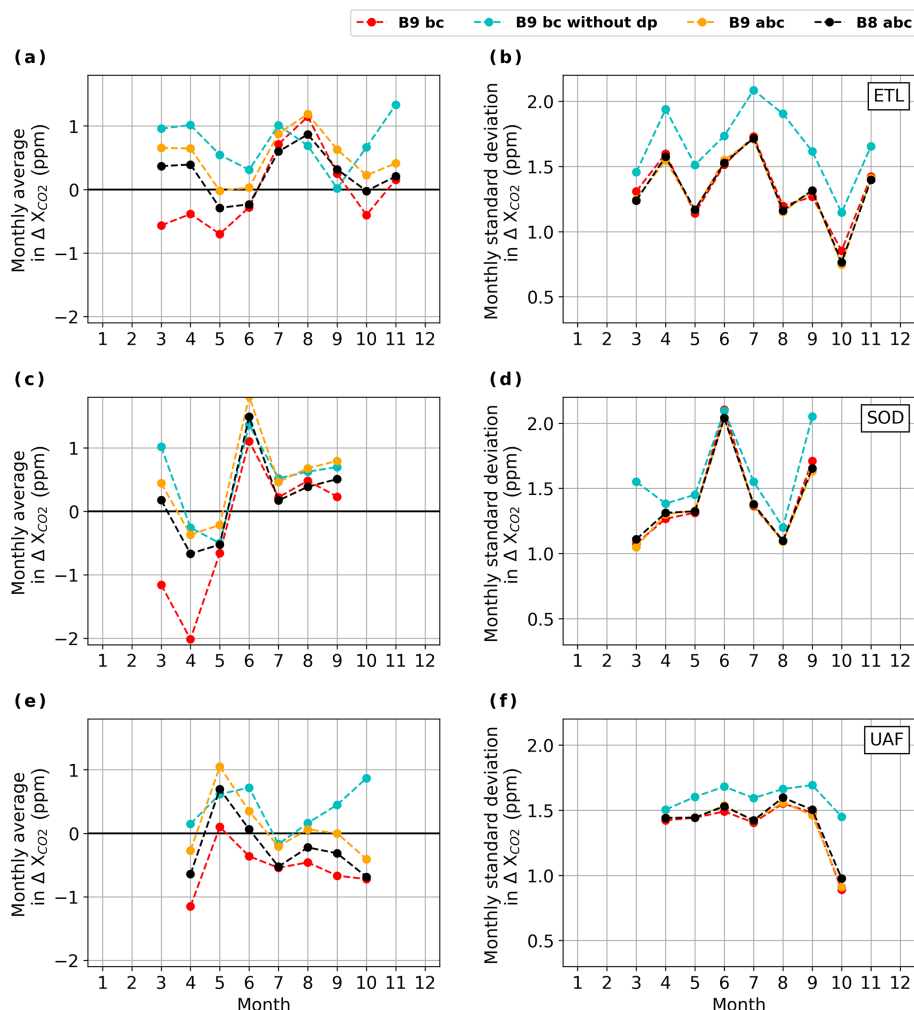 B9 bc B9 bc without dp B9 abc B8 abc
(a) (b)
Monthly average
in Δ X_CO2 (ppm)
1
0
−1
−2
1 2 3 4 5 6 7 8 9 10 11 12
Monthly standard deviation
in Δ X_CO2 (ppm)
2.0
1.5
1.0
0.5
ETL
1 2 3 4 5 6 7 8 9 10 11 12
(c) (d)
Monthly average
in Δ X_CO2 (ppm)
1
0
−1
−2
1 2 3 4 5 6 7 8 9 10 11 12
Monthly standard deviation
in Δ X_CO2 (ppm)
2.0
1.5
1.0
0.5
SOD
1 2 3 4 5 6 7 8 9 10 11 12
(e) (f)
Monthly average
in Δ X_CO2 (ppm)
1
0
−1
−2
1 2 3 4 5 6 7 8 9 10 11 12
Month
Monthly standard deviation
in Δ X_CO2 (ppm)
2.0
1.5
1.0
0.5
UAF
1 2 3 4 5 6 7 8 9 10 11 12
Month